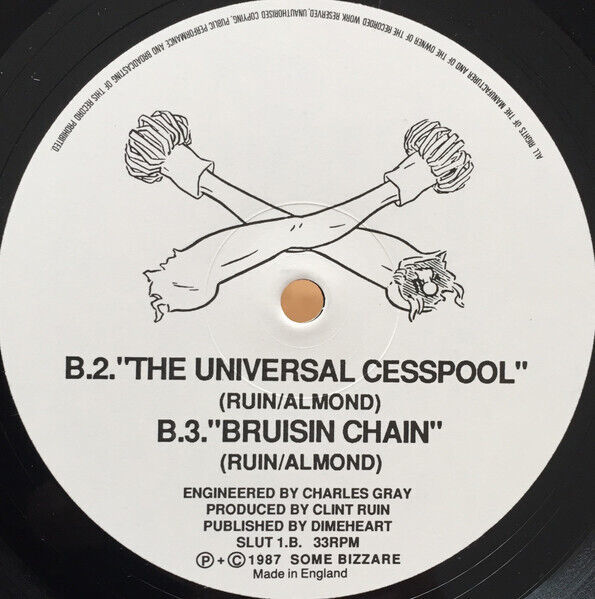 ALL RIGHTS OF THE MANUFACTURER AND OF THE OWNER OF THE RECORDED WORK RESERVED, UNAUTHORISED COPYING, PUBLIC PERFORMANCE AND BROADCASTING OF THIS RECORD PROHIBITED.
B.2."THE UNIVERSAL CESSPOOL"
(RUIN/ALMOND)
B.3."BRUISIN CHAIN"
(RUIN/ALMOND)
ENGINEERED BY CHARLES GRAY
PRODUCED BY CLINT RUIN
PUBLISHED BY DIMEHEART
SLUT 1.B. 33RPM
Ⓟ+© 1987 SOME BIZZARE
Made in England